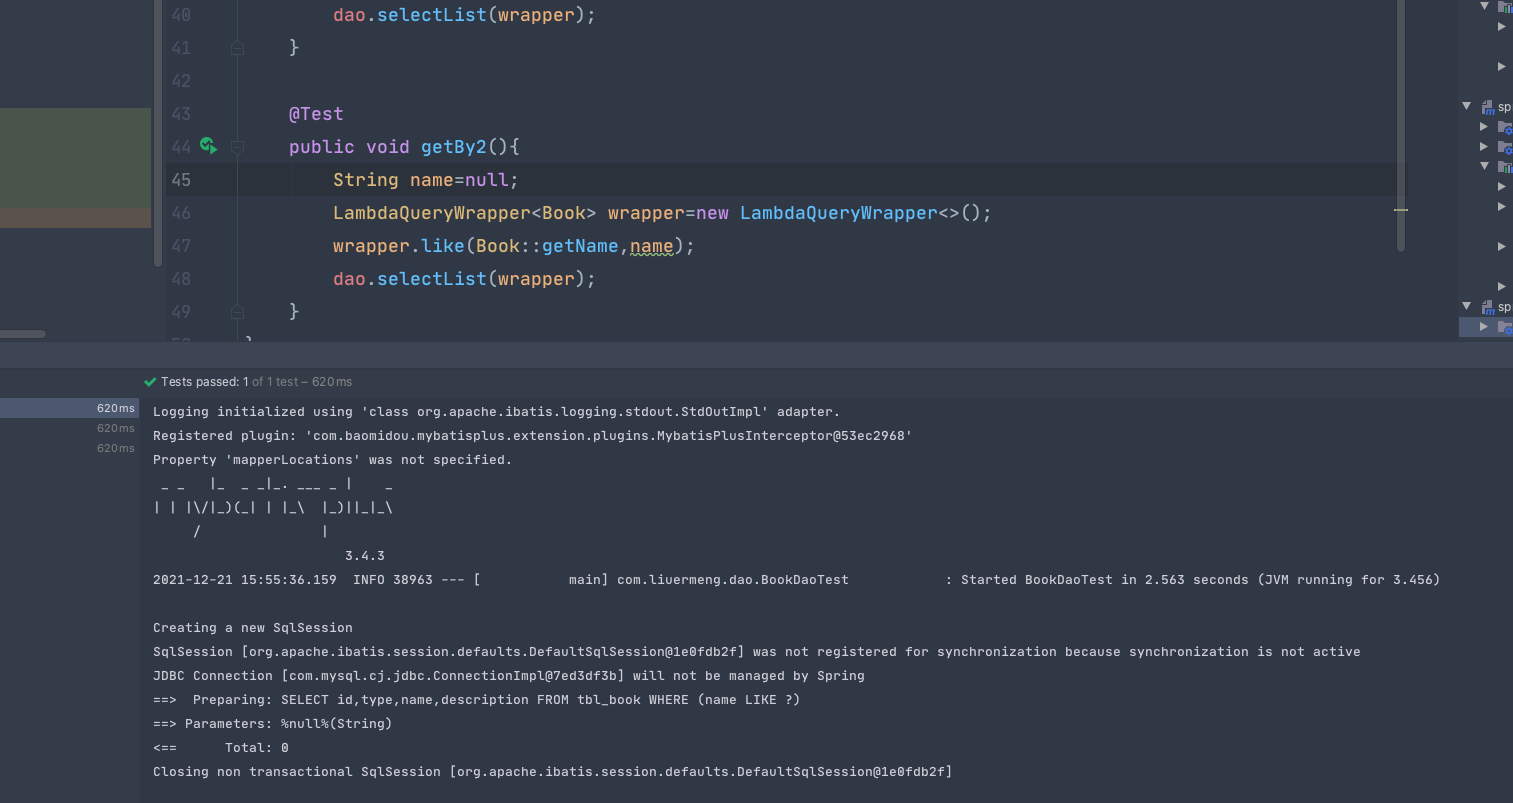 40 dao.selectList(wrapper);
41 }
42
43 @Test
44 public void getBy2(){
45 String name=null;
46 LambdaQueryWrapper<Book> wrapper=new LambdaQueryWrapper<>();
47 wrapper.like(Book::getName,name);
48 dao.selectList(wrapper);
49 }
sp
sp
Tests passed: 1 of 1 test – 620ms
620ms
620ms
620ms
Logging initialized using 'class org.apache.ibatis.logging.stdout.StdOutImpl' adapter.
Registered plugin: 'com.baomidou.mybatisplus.extension.plugins.MybatisPlusInterceptor@53ec2968'
Property 'mapperLocations' was not specified.
 _ _   |_  _ _|_. ___ _ |    _
| | |\/|_)(_| | |_\  |_)||_|_\
     /               |
                        3.4.3
2021-12-21 15:55:36.159  INFO 38963 --- [           main] com.liuermeng.dao.BookDaoTest            : Started BookDaoTest in 2.563 seconds (JVM running for 3.456)
Creating a new SqlSession
SqlSession [org.apache.ibatis.session.defaults.DefaultSqlSession@1e0fdb2f] was not registered for synchronization because synchronization is not active
JDBC Connection [com.mysql.cj.jdbc.ConnectionImpl@7ed3df3b] will not be managed by Spring
==>  Preparing: SELECT id,type,name,description FROM tbl_book WHERE (name LIKE ?)
==> Parameters: %null%(String)
<==      Total: 0
Closing non transactional SqlSession [org.apache.ibatis.session.defaults.DefaultSqlSession@1e0fdb2f]